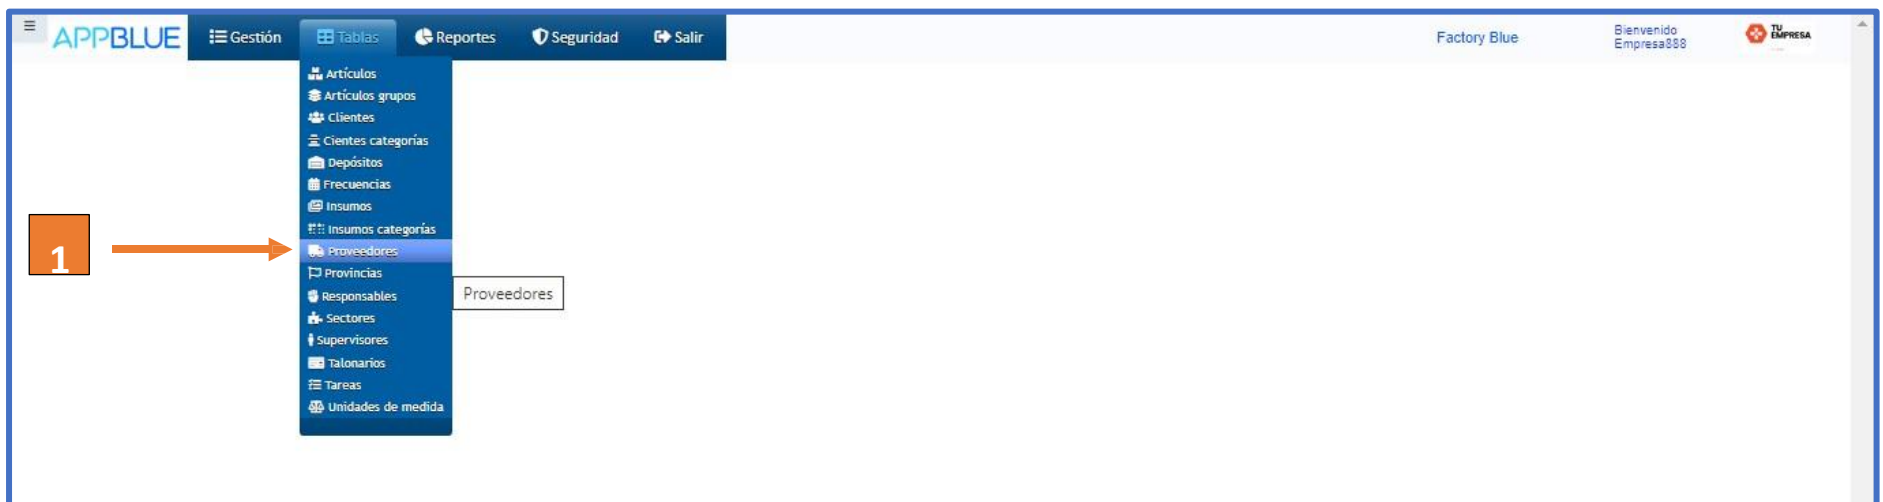 APPBLUE Gestión Tablas Reportes Seguridad Salir Factory Blue Bienvenido Empresa888 TU EMPRESA
Artículos
Artículos grupos
Clientes
Cientes categorías
Depósitos
Frecuencias
Insumos
Insumos categorías
1
Proveedores
Provincias
Responsables
Proveedores
Sectores
Supervisores
Talonarios
Tareas
Unidades de medida